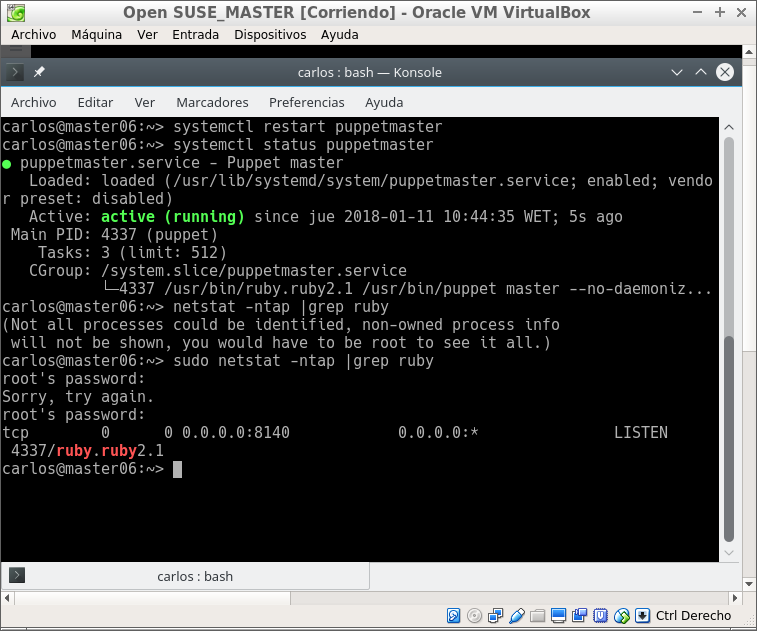 Open SUSE_MASTER [Corriendo] - Oracle VM VirtualBox
Archivo Máquina Ver Entrada Dispositivos Ayuda
carlos : bash — Konsole
Archivo Editar Ver Marcadores Preferencias Ayuda
carlos@master06:~> systemctl restart puppetmaster
carlos@master06:~> systemctl status puppetmaster
● puppetmaster.service - Puppet master
   Loaded: loaded (/usr/lib/systemd/system/puppetmaster.service; enabled; vendo
r preset: disabled)
   Active: active (running) since jue 2018-01-11 10:44:35 WET; 5s ago
 Main PID: 4337 (puppet)
    Tasks: 3 (limit: 512)
   CGroup: /system.slice/puppetmaster.service
           └─4337 /usr/bin/ruby.ruby2.1 /usr/bin/puppet master --no-daemoniz...
carlos@master06:~> netstat -ntap |grep ruby
(Not all processes could be identified, non-owned process info
 will not be shown, you would have to be root to see it all.)
carlos@master06:~> sudo netstat -ntap |grep ruby
root's password:
Sorry, try again.
root's password:
tcp        0      0 0.0.0.0:8140            0.0.0.0:*               LISTEN
 4337/ruby.ruby2.1
carlos@master06:~>
carlos : bash
Ctrl Derecho